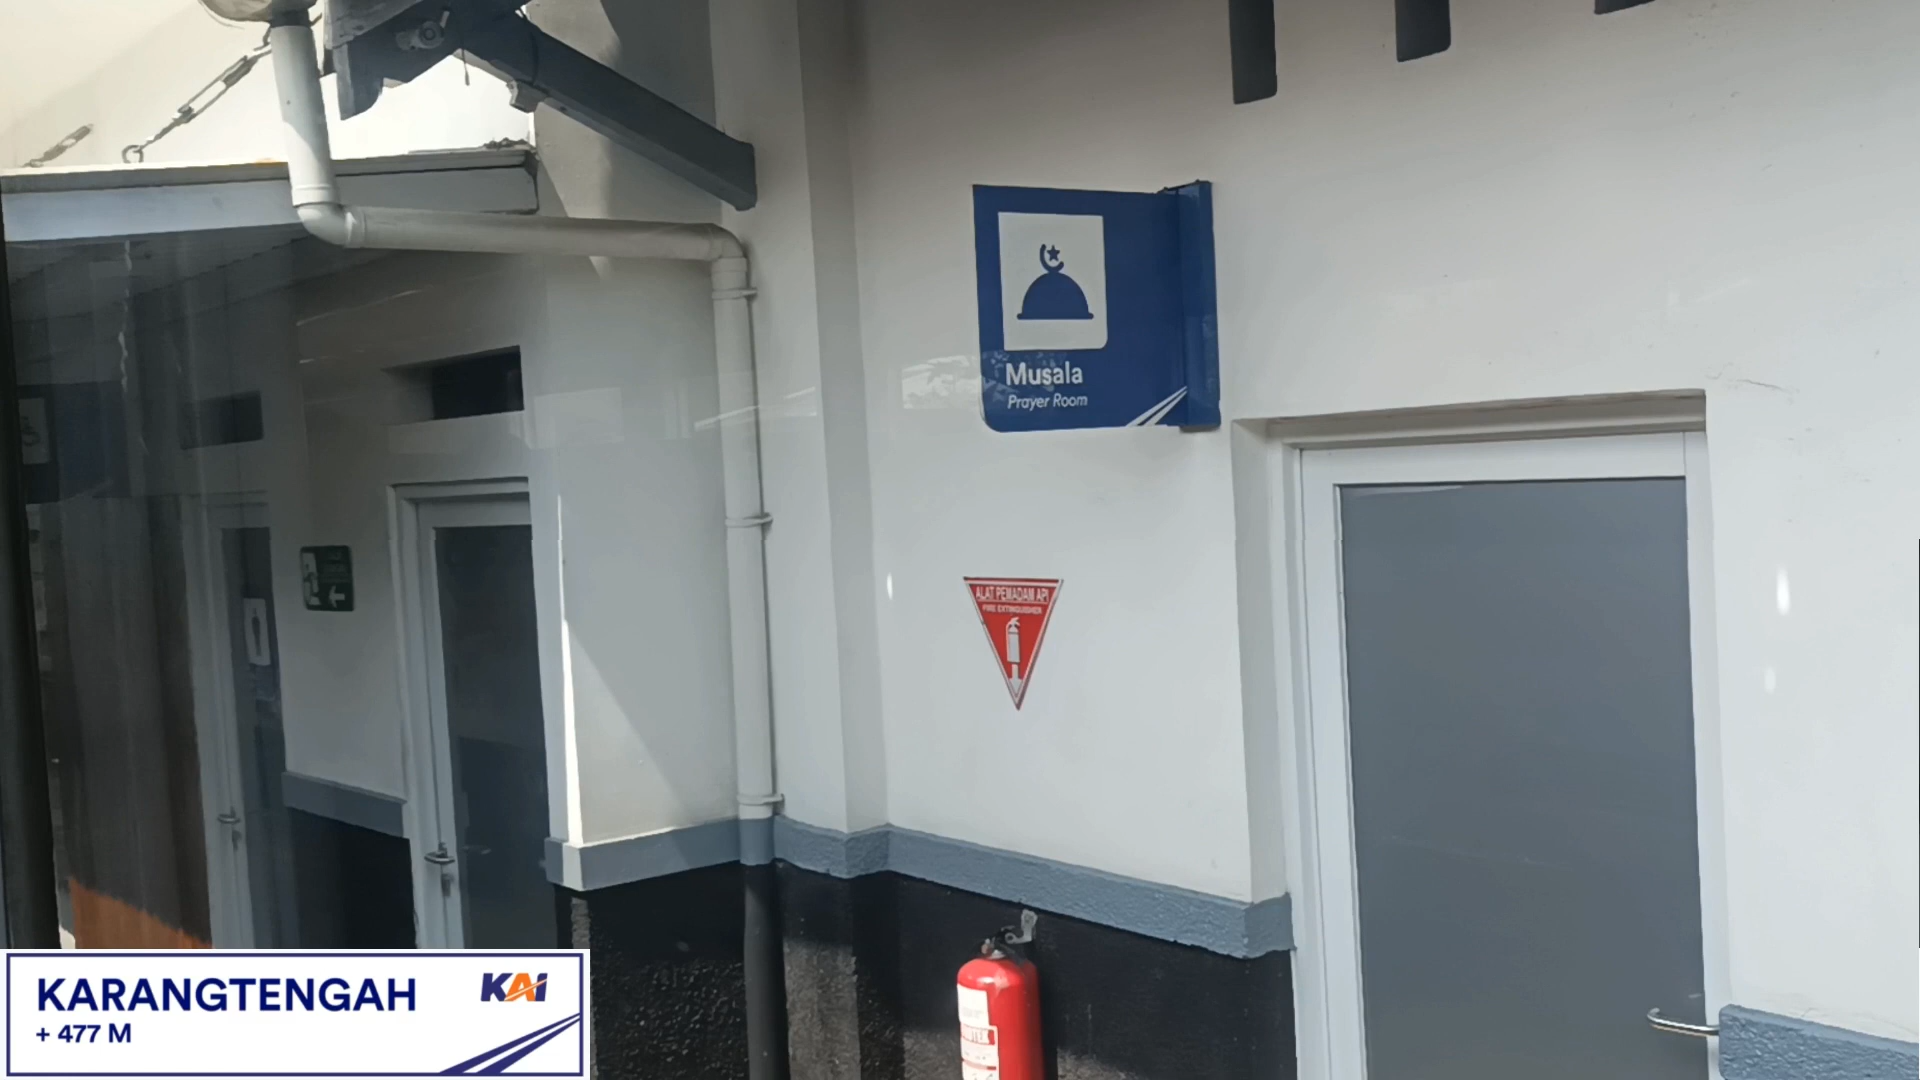 Musala
Prayer Room
ALAT PEMADAM API
FIRE EXTINGUISHER
KARANGTENGAH
KAI
+ 477 M